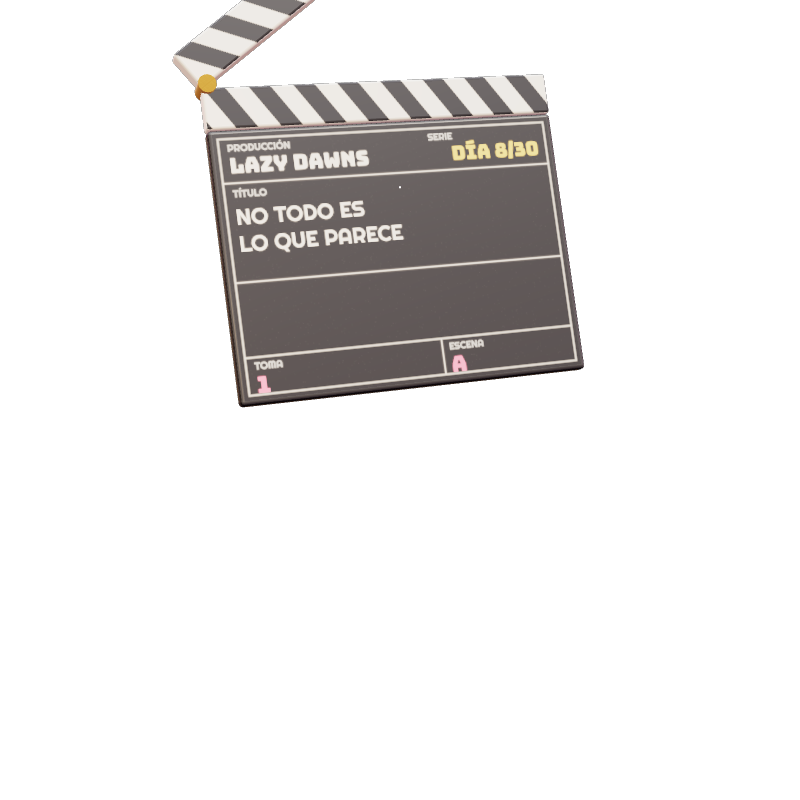 PRODUCCIÓN
LAZY DAWNS
SERIE
DÍA 8/30
TÍTULO
NO TODO ES
LO QUE PARECE
TOMA
1
ESCENA
A